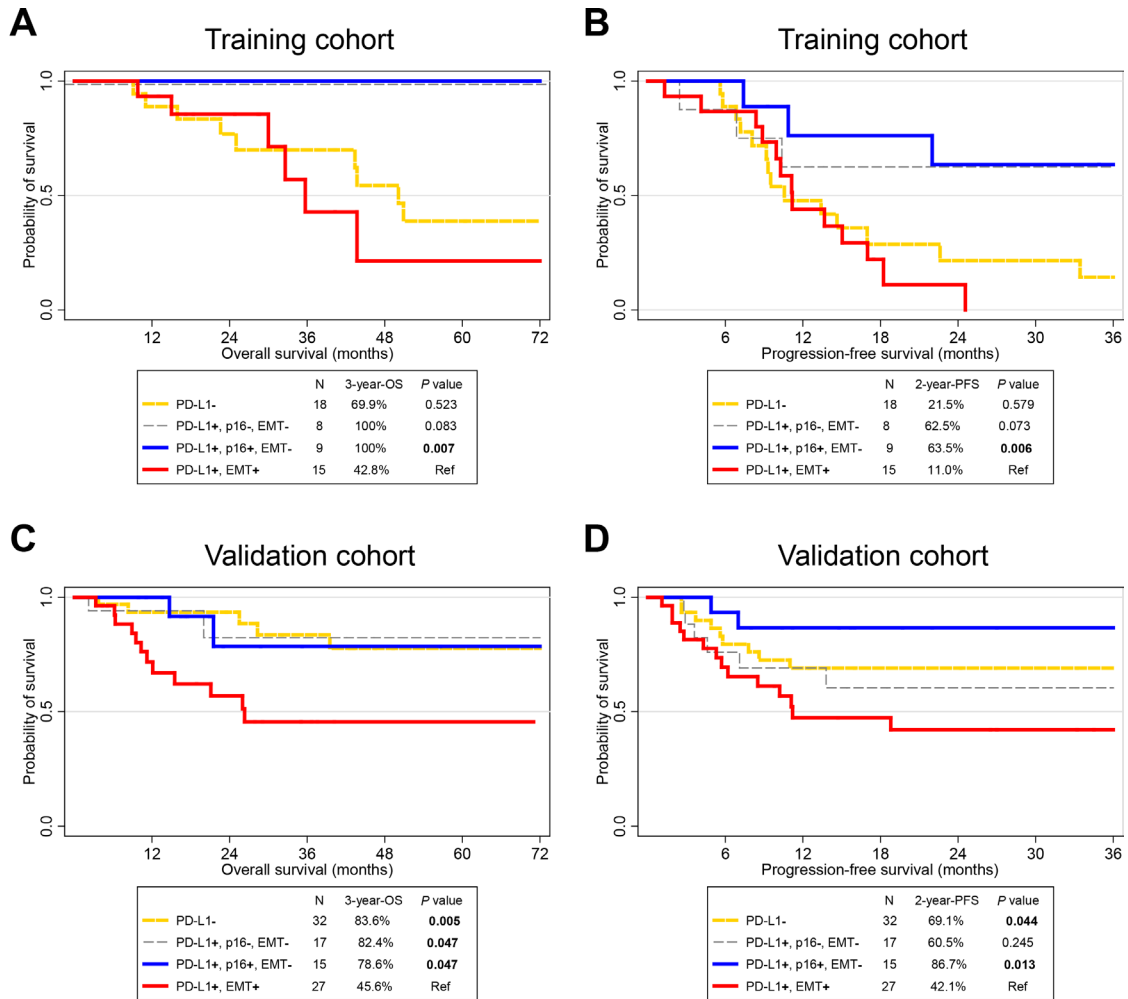 A
Training cohort
Probability of survival
1.0
0.5
0.0
12 24 36 48 60 72
Overall survival (months)
N 3-year-OS P value
PD-L1- 18 69.9% 0.523
PD-L1+, p16-, EMT- 8 100% 0.083
PD-L1+, p16+, EMT- 9 100% 0.007
PD-L1+, EMT+ 15 42.8% Ref
B
Training cohort
Probability of survival
1.0
0.5
0.0
6 12 18 24 30 36
Progression-free survival (months)
N 2-year-PFS P value
PD-L1- 18 21.5% 0.579
PD-L1+, p16-, EMT- 8 62.5% 0.073
PD-L1+, p16+, EMT- 9 63.5% 0.006
PD-L1+, EMT+ 15 11.0% Ref
C
Validation cohort
Probability of survival
1.0
0.5
0.0
12 24 36 48 60 72
Overall survival (months)
N 3-year-OS P value
PD-L1- 32 83.6% 0.005
PD-L1+, p16-, EMT- 17 82.4% 0.047
PD-L1+, p16+, EMT- 15 78.6% 0.047
PD-L1+, EMT+ 27 45.6% Ref
D
Validation cohort
Probability of survival
1.0
0.5
0.0
6 12 18 24 30 36
Progression-free survival (months)
N 2-year-PFS P value
PD-L1- 32 69.1% 0.044
PD-L1+, p16-, EMT- 17 60.5% 0.245
PD-L1+, p16+, EMT- 15 86.7% 0.013
PD-L1+, EMT+ 27 42.1% Ref